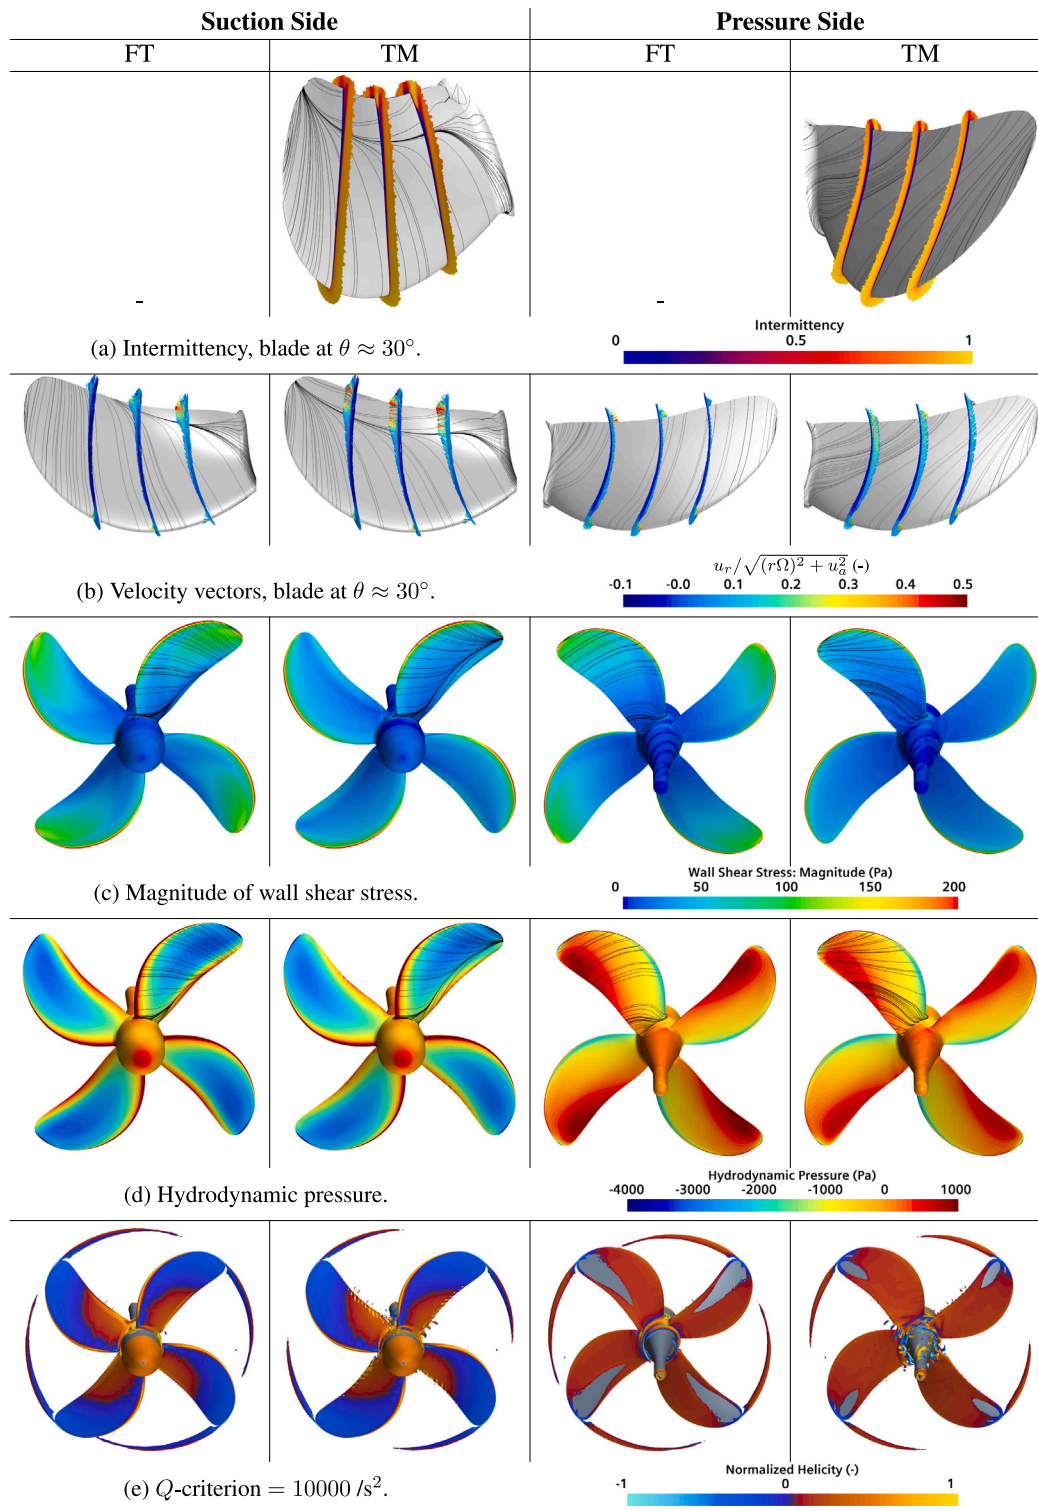 Suction Side Pressure Side
FT TM FT TM
- -
(a) Intermittency, blade at θ ≈ 30°.
Intermittency
0 0.5 1
(b) Velocity vectors, blade at θ ≈ 30°.
u_r/√((rΩ)² + u_a²) (-)
-0.1 -0.0 0.1 0.2 0.3 0.4 0.5
(c) Magnitude of wall shear stress.
Wall Shear Stress: Magnitude (Pa)
0 50 100 150 200
(d) Hydrodynamic pressure.
Hydrodynamic Pressure (Pa)
-4000 -3000 -2000 -1000 0 1000
(e) Q-criterion = 10000 /s².
Normalized Helicity (-)
-1 0 1